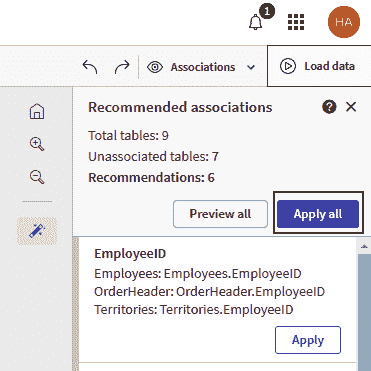 1
HA
Associations
Load data
Recommended associations
Total tables: 9
Unassociated tables: 7
Recommendations: 6
Preview all
Apply all
EmployeeID
Employees: Employees.EmployeeID
OrderHeader: OrderHeader.EmployeeID
Territories: Territories.EmployeeID
Apply